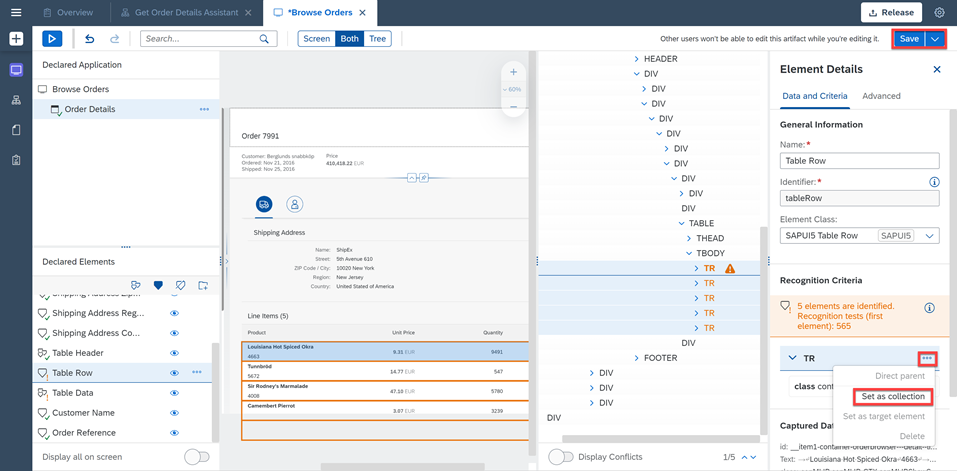 Overview
Get Order Details Assistant
*Browse Orders
Release
Search...
Screen Both Tree
Other users won't be able to edit this artifact while you're editing it.
Save
Declared Application
Browse Orders
Order Details
Declared Elements
Shipping Address Reg...
Shipping Address Co...
Table Header
Table Row
Table Data
Customer Name
Order Reference
Display all on screen
60%
Order 7991
Customer: Berglunds snabbköp
Ordered: Nov 21, 2016
Shipped: Nov 25, 2016
Price
410,418.22 EUR
Shipping Address
Name: ShipEx
Street: 5th Avenue 610
ZIP Code / City: 10020 New York
Region: New Jersey
Country: United Stated of America
Line Items (5)
Product Unit Price Quantity
Louisiana Hot Spiced Okra
4663
9.31 EUR 9491
Tunnbröd
5672
14.77 EUR 547
Sir Rodney's Marmalade
4008
47.10 EUR 5780
Camembert Pierrot
3.07 EUR 3239
HEADER
DIV
DIV
DIV
DIV
DIV
DIV
DIV
DIV
DIV
DIV
TABLE
THEAD
TBODY
TR
TR
TR
TR
TR
DIV
FOOTER
DIV
DIV
DIV
DIV
Display Conflicts
1/5
Element Details
Data and Criteria Advanced
General Information
Name: *
Table Row
Identifier: *
tableRow
Element Class:
SAPUI5 Table Row SAPUI5
Recognition Criteria
5 elements are identified.
Recognition tests (first
element): 565
TR
class cont
Direct parent
Set as collection
Set as target element
Delete
Captured Dat
Text:
Louisiana Hot Spiced Okra
4663